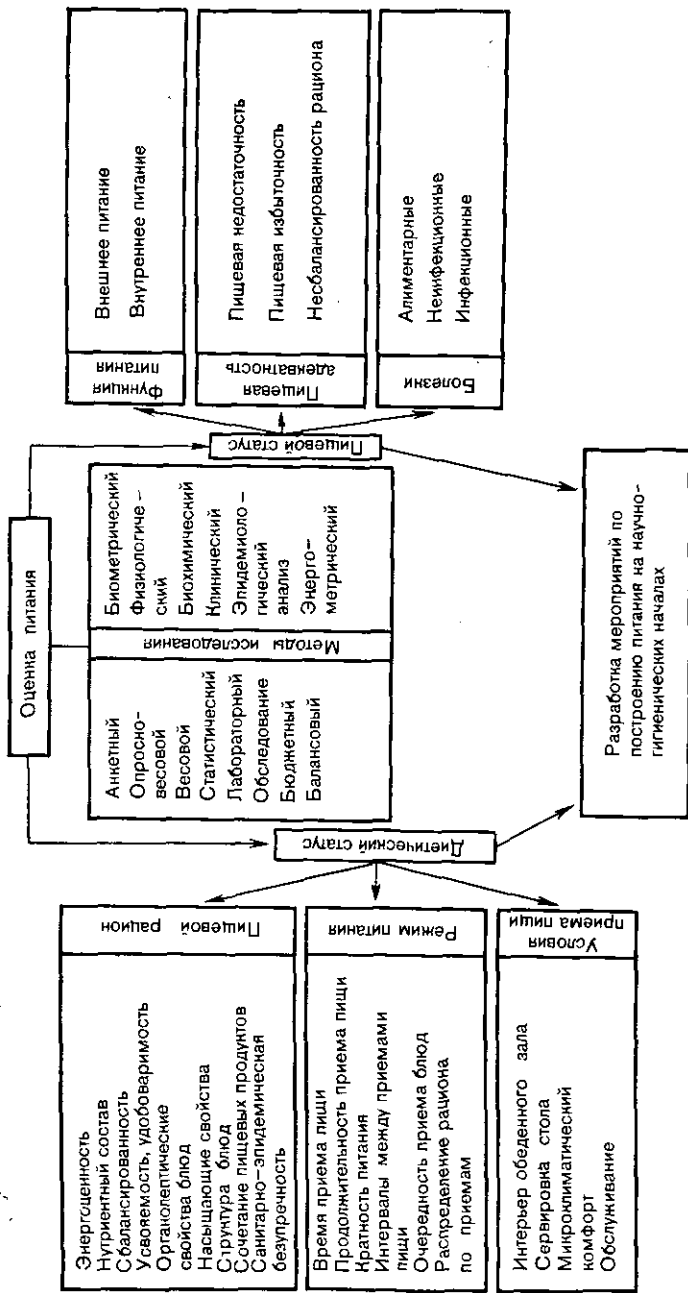 Оценка питания
Диетический статус
Пищевой рацион
Энергоценность
Нутриентный состав
Сбалансированность
Усвояемость, удобоваримость
Органолептические
свойства блюд
Насыщающие свойства
Структура блюд
Сочетание пищевых продуктов
Санитарно-эпидемическая
безупречность
Режим питания
Время приема пищи
Продолжительность приема пищи
Кратность питания
Интервалы между приемами
пищи
Очередность приема блюд
Распределение рациона
по приемам
Условия
приема пищи
Интерьер обеденного зала
Сервировка стола
Микроклиматический
комфорт
Обслуживание
Методы исследования
Анкетный
Опросно-
весовой
Весовой
Статистический
Лабораторный
Обследование
Бюджетный
Балансовый
Биометрический
Физиологиче-
ский
Биохимический
Клинический
Эпидемиоло-
гический
анализ
Энерго-
метрический
Пищевой статус
Функция
питания
Внешнее питание
Внутреннее питание
Пищевая
адекватность
Пищевая недостаточность
Пищевая избыточность
Несбалансированность рациона
Болезни
Алиментарные
Неинфекционные
Инфекционные
Разработка мероприятий по
построению питания на научно-
гигиенических началах